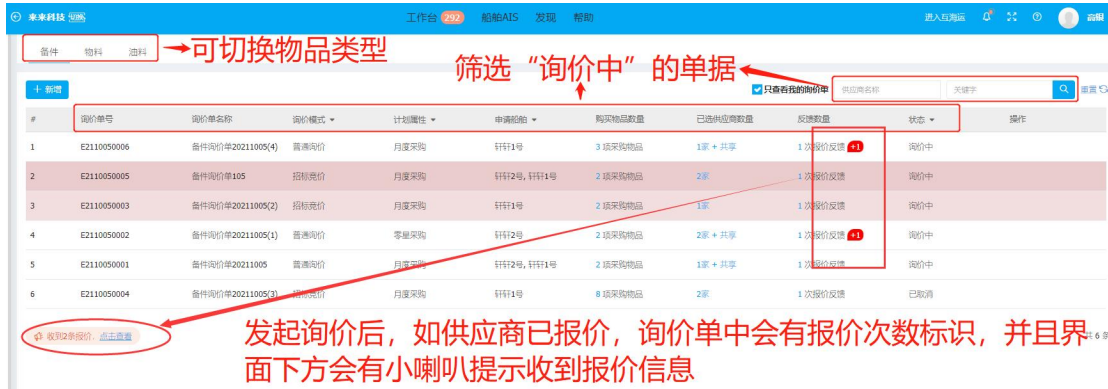 未来科技 工作台 292 船舶AIS 发现 帮助 进入互海运
备件 物料 油料 可切换物品类型
筛选“询价中”的单据
+ 新增 只查看我的询价单 供应商名称 关键字 重置
# 询价单号 询价单名称 询价模式 计划属性 申请船舶 购买物品数量 已选供应商数量 反馈数量 状态 操作
1 E2110050006 备件询价单20211005(4) 普通询价 月度采购 轩轩1号 3 项采购物品 1家 + 共享 1 次报价反馈 +1 询价中
2 E2110050005 备件询价单105 招标竞价 月度采购 轩轩2号, 轩轩1号 2 项采购物品 2家 1 次报价反馈 询价中
3 E2110050003 备件询价单20211005(2) 招标竞价 月度采购 轩轩1号 2 项采购物品 1家 1 次报价反馈 询价中
4 E2110050002 备件询价单20211005(1) 普通询价 零星采购 轩轩2号 2 项采购物品 2家 + 共享 1 次报价反馈 +1 询价中
5 E2110050001 备件询价单20211005 普通询价 月度采购 轩轩2号, 轩轩1号 2 项采购物品 1家 + 共享 1 次报价反馈 询价中
6 E2110050004 备件询价单20211005(3) 招标竞价 月度采购 轩轩1号 8 项采购物品 2家 1 次报价反馈 已取消
收到2条报价, 点击查看 共 6 条
发起询价后，如供应商已报价，询价单中会有报价次数标识，并且界
面下方会有小喇叭提示收到报价信息